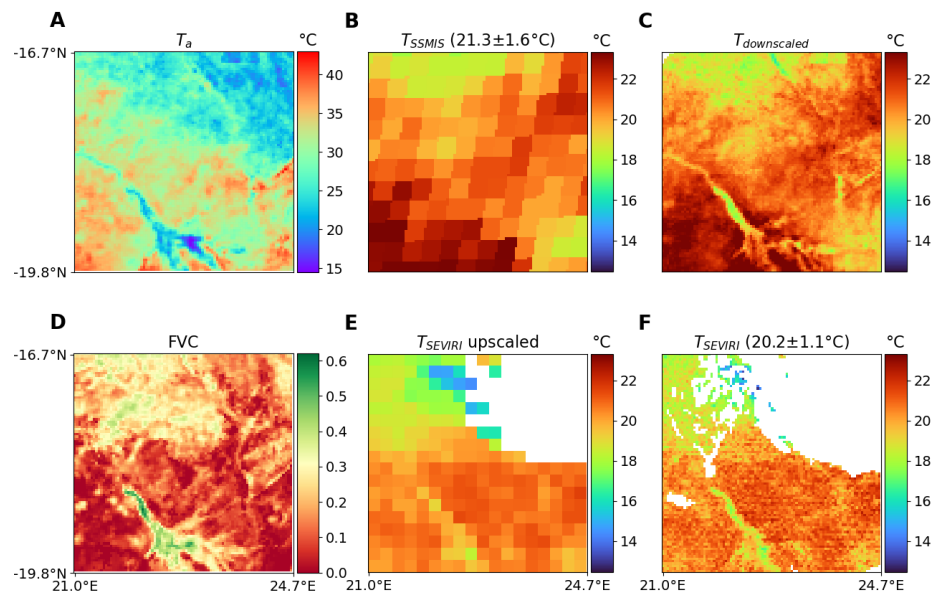 A
B
C
T_a
°C
T_SSMIS (21.3±1.6°C)
°C
T_downscaled
°C
-16.7°N
-19.8°N
40
35
30
25
20
15
22
20
18
16
14
22
20
18
16
14
D
E
F
FVC
T_SEVIRI upscaled
°C
T_SEVIRI (20.2±1.1°C)
°C
-16.7°N
-19.8°N
21.0°E
24.7°E
0.6
0.5
0.4
0.3
0.2
0.1
0.0
21.0°E
24.7°E
22
20
18
16
14
21.0°E
24.7°E
22
20
18
16
14